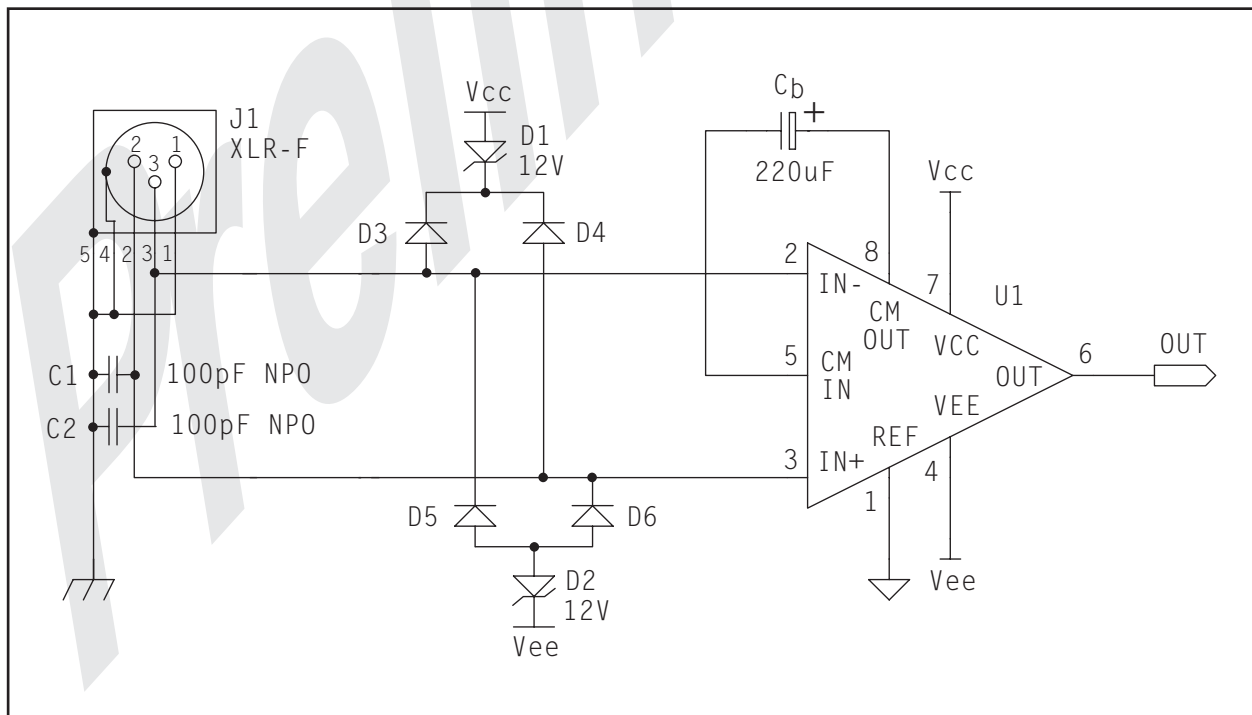 Prelim
J1
XLR-F
2
1
3
5
4
2
3
1
C1
100pF NPO
C2
100pF NPO
Vcc
D1
12V
D3
D4
D5
D6
D2
12V
Vee
Cb
+
220uF
Vcc
2
IN-
8
CM
OUT
7
VCC
U1
5
CM
IN
OUT
6
OUT
VEE
REF
3
IN+
1
4
Vee